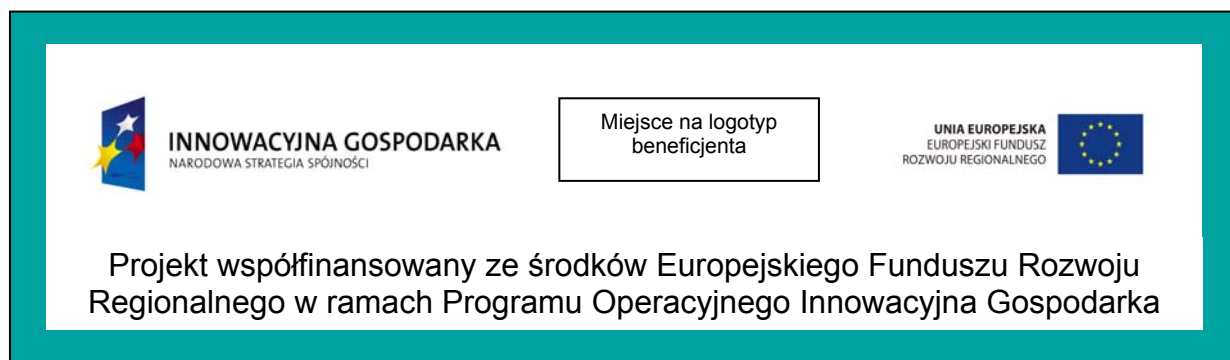 INNOWACYJNA GOSPODARKA
NARODOWA STRATEGIA SPÓJNOŚCI
Miejsce na logotyp
beneficjenta
UNIA EUROPEJSKA
EUROPEJSKI FUNDUSZ
ROZWOJU REGIONALNEGO
Projekt współfinansowany ze środków Europejskiego Funduszu Rozwoju
Regionalnego w ramach Programu Operacyjnego Innowacyjna Gospodarka